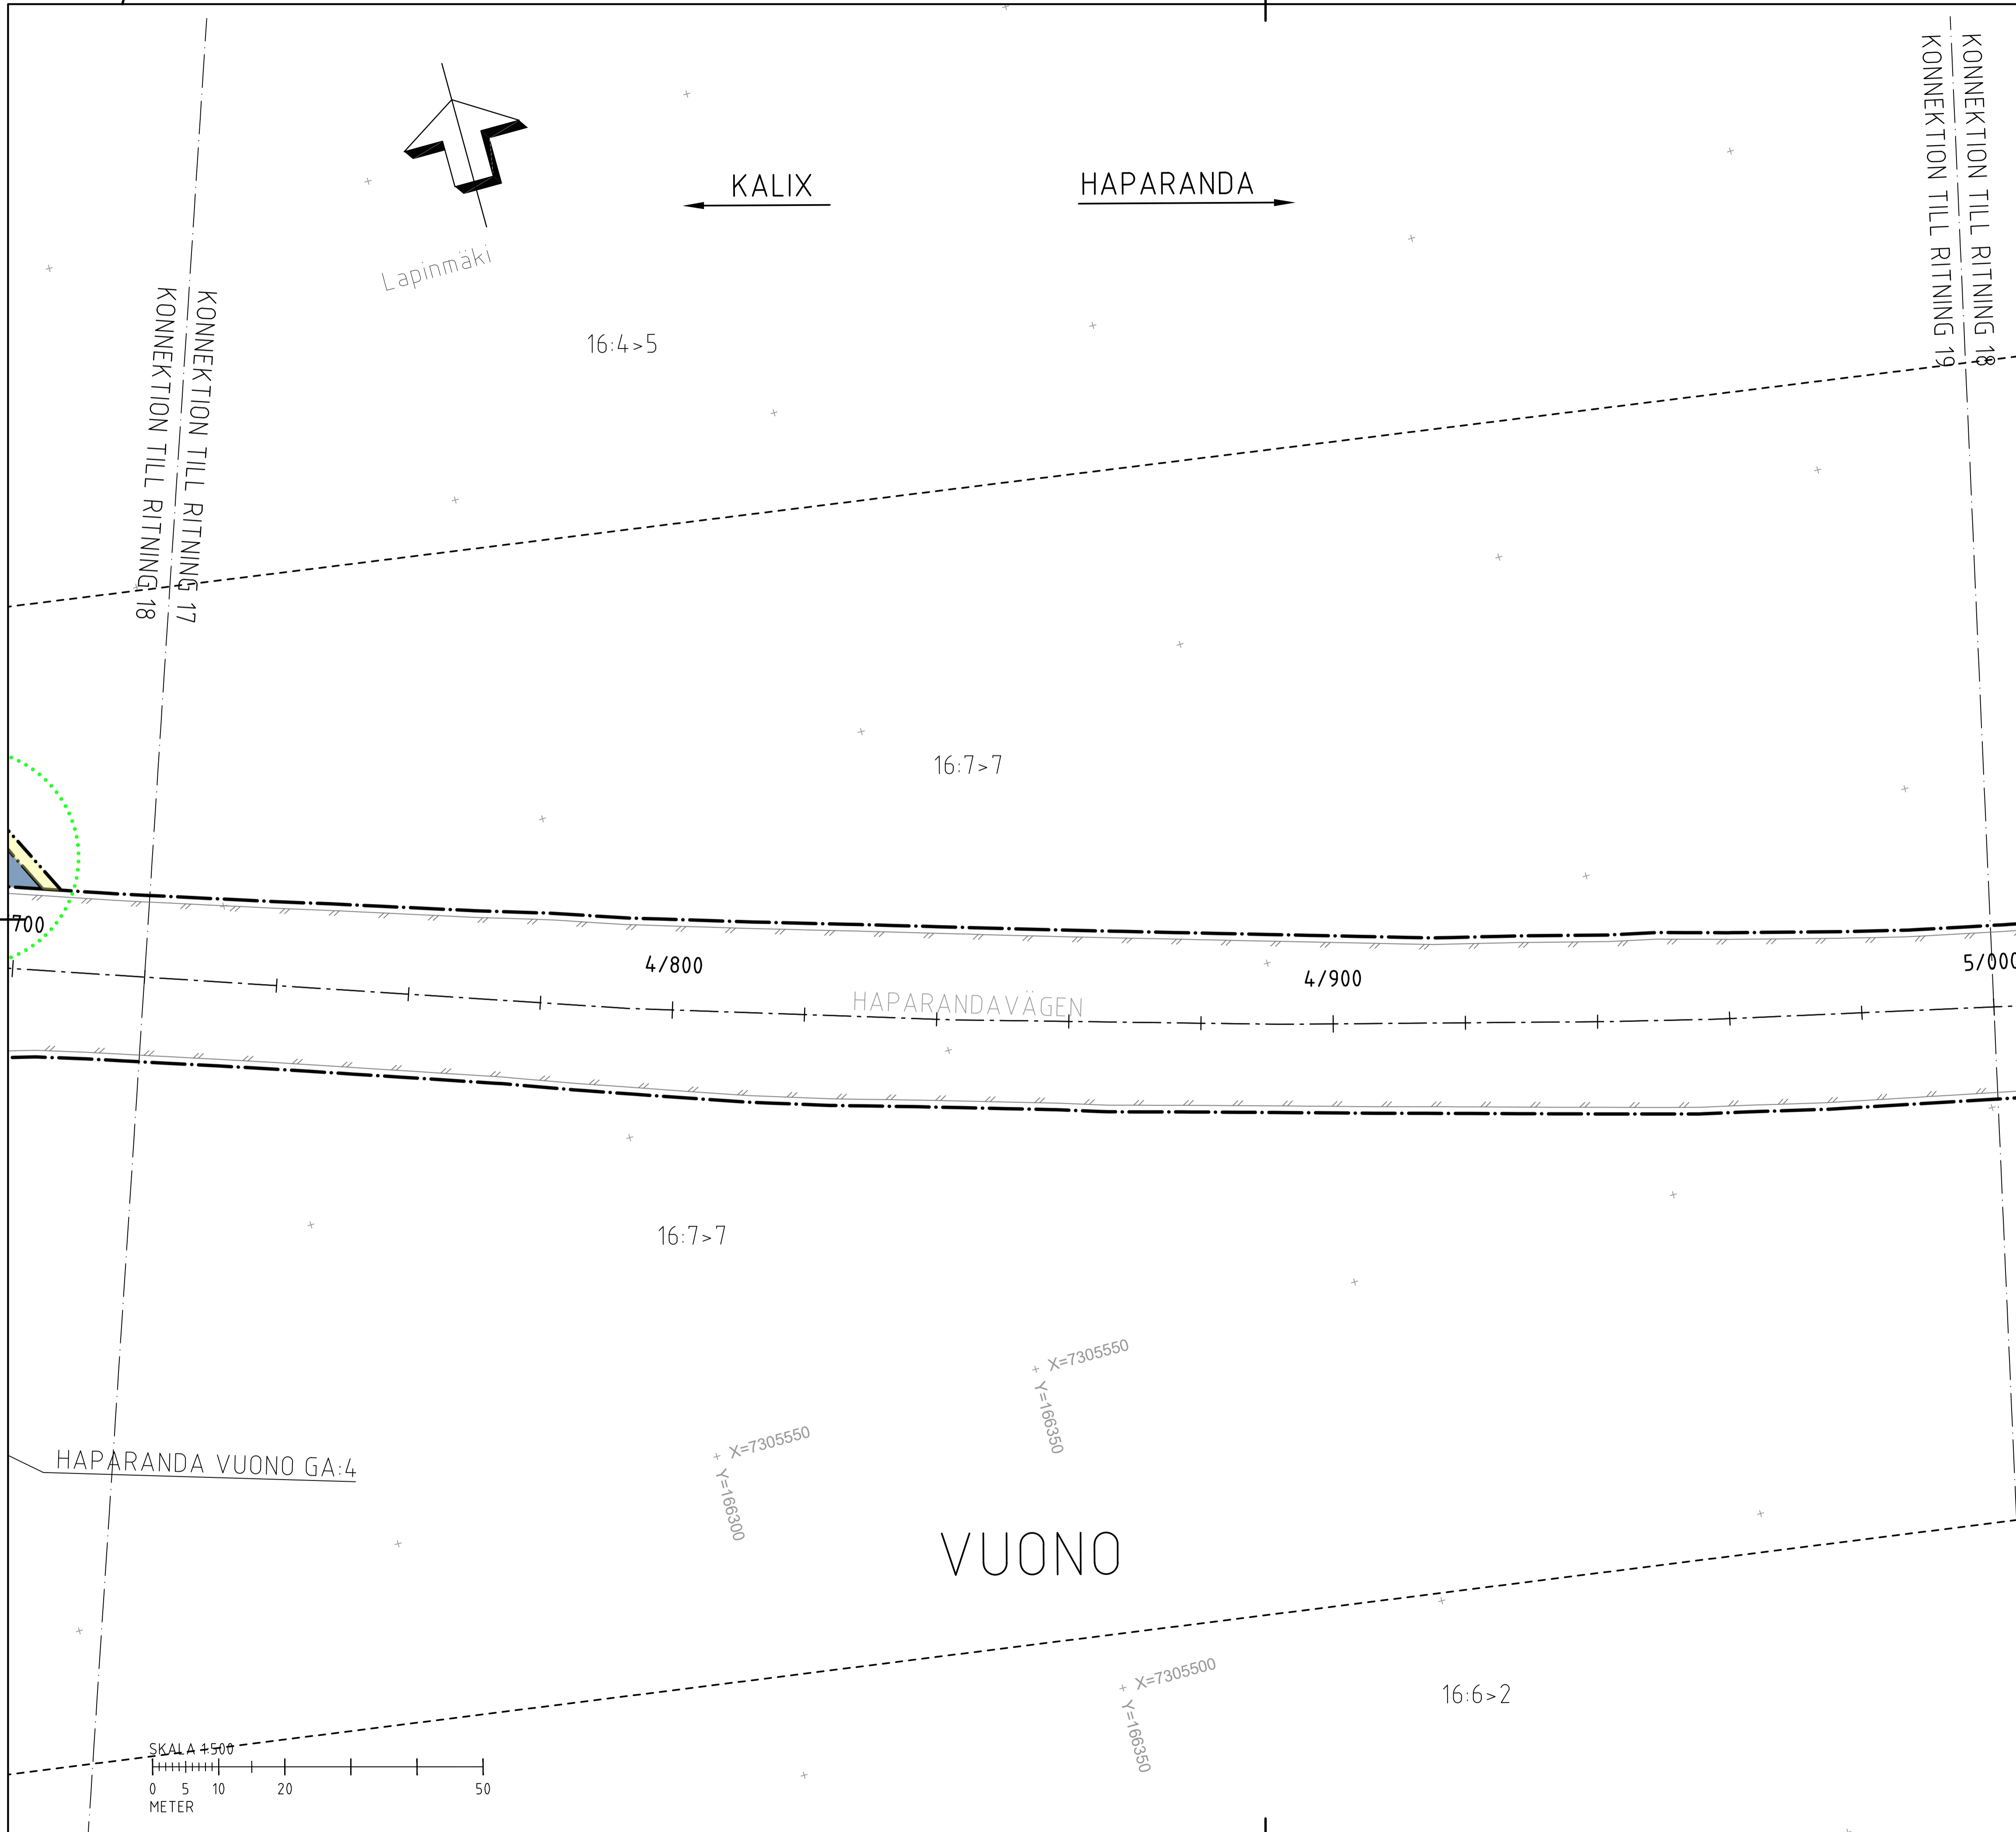 KONNEKTION TILL RITNING 19
KONNEKTION TILL RITNING 18
KALIX
HAPARANDA
Lapinmäki
KONNEKTION TILL RITNING 18
KONNEKTION TILL RITNING 17
16:4>5
16:7>7
700
4/800
4/900
5/000
HAPARANDAVÄGEN
16:7>7
X=7305550
Y=166350
X=7305550
Y=166300
HAPARANDA VUONO GA:4
VUONO
X=7305500
Y=166350
16:6>2
SKALA 1:500
0 5 10 20 50
METER